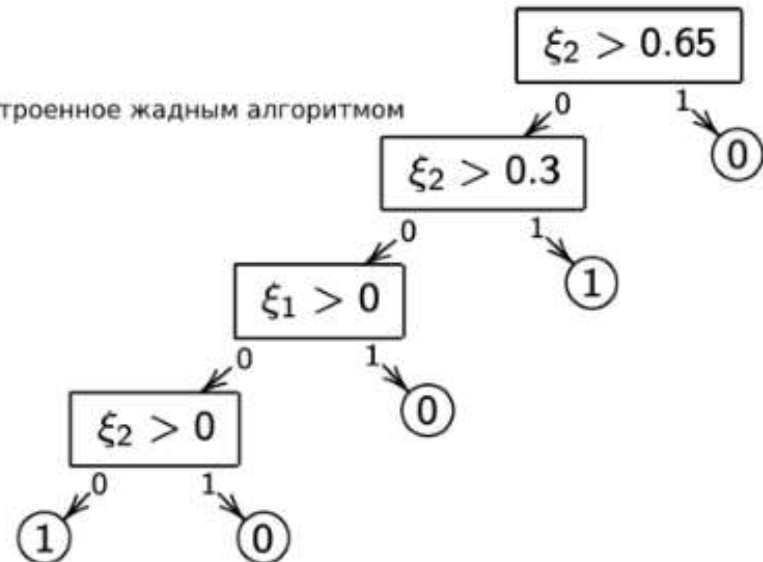 ξ₂ > 0.65
троенное жадным алгоритмом
0 1
ξ₂ > 0.3
0
0 1
ξ₁ > 0
1
0 1
ξ₂ > 0
0
0 1
1 0